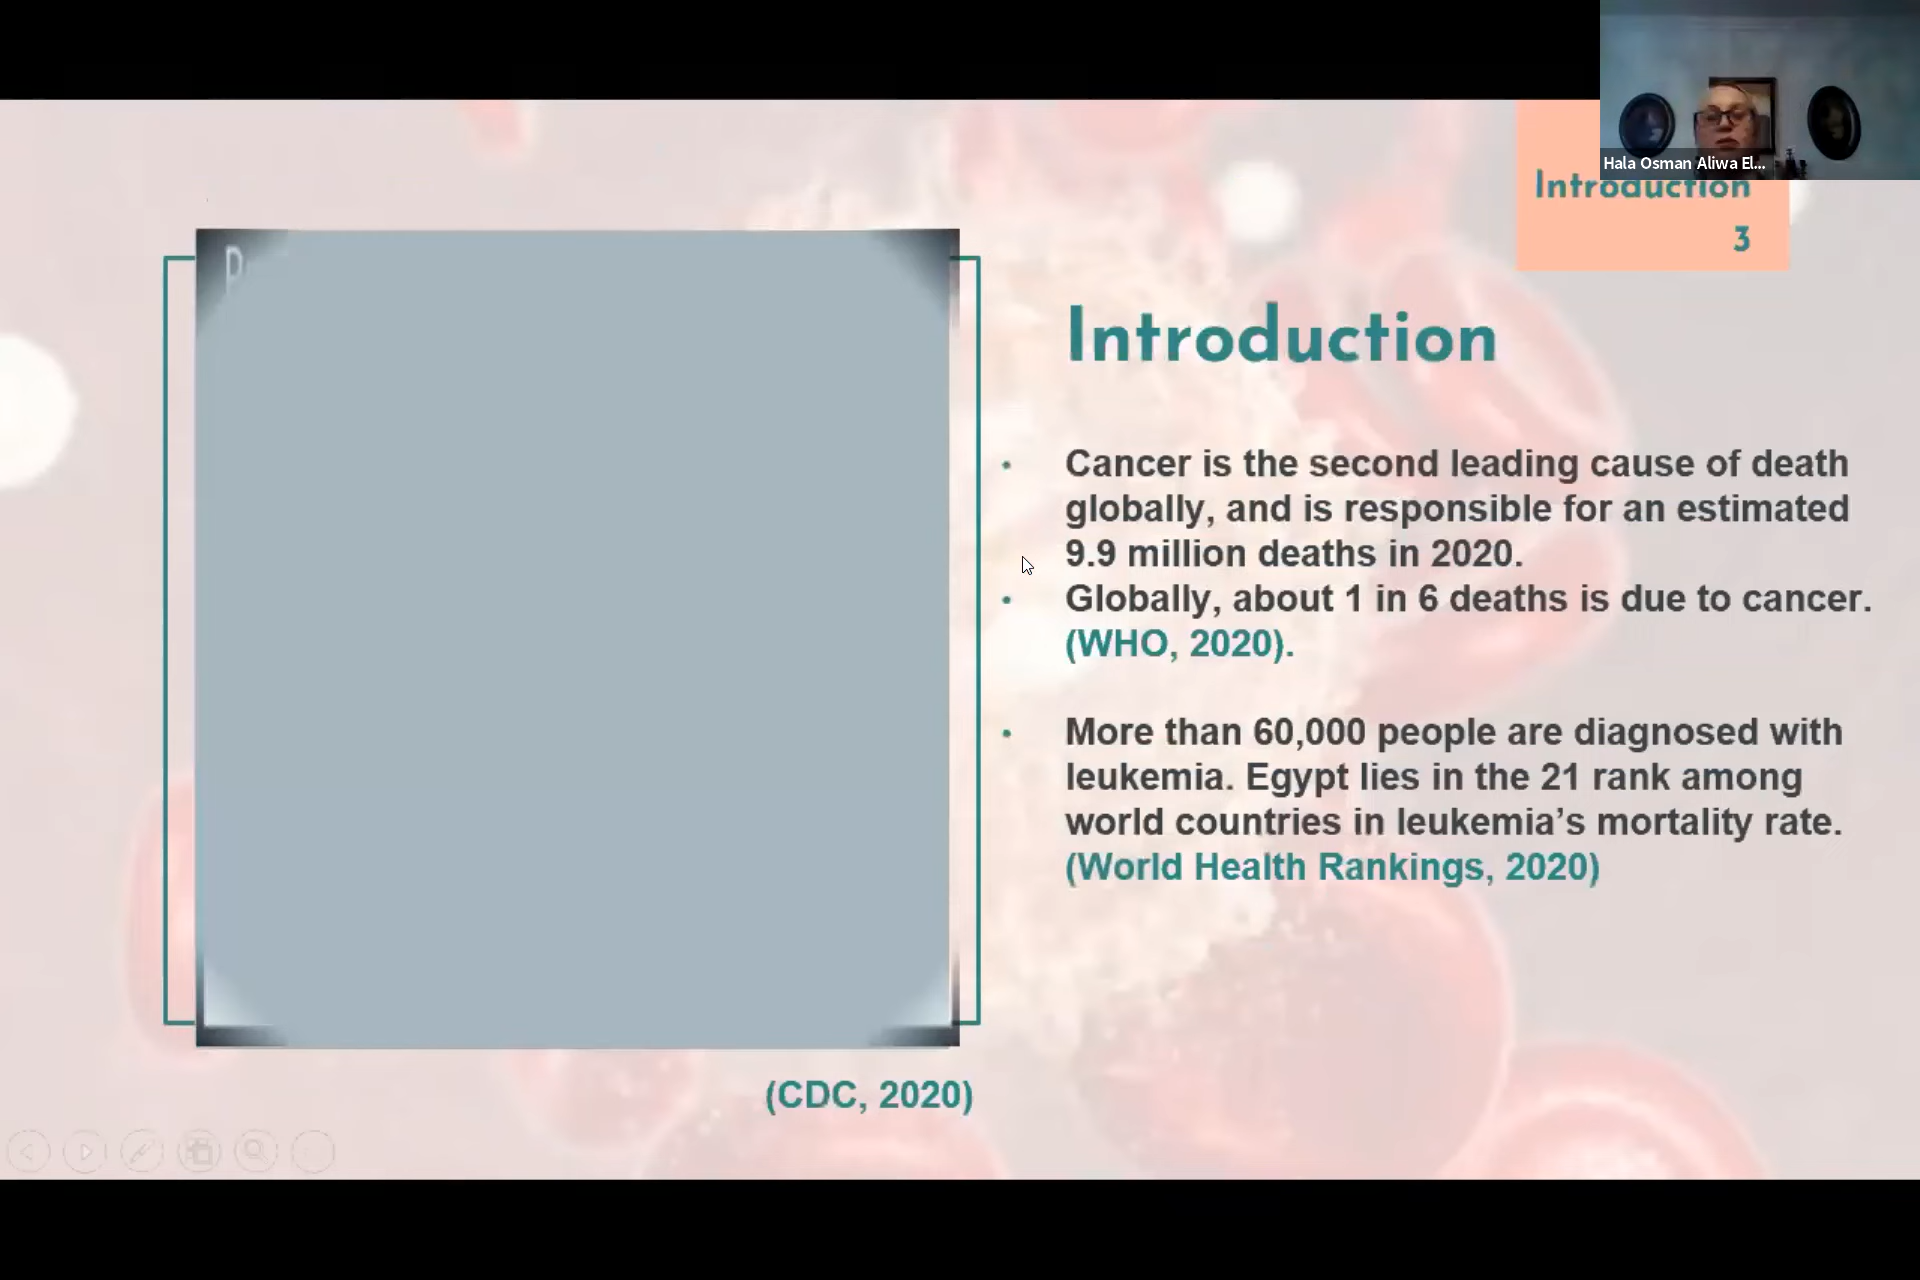 Hala Osman Aliwa El...
Introduction
3
Introduction
• Cancer is the second leading cause of death
globally, and is responsible for an estimated
9.9 million deaths in 2020.
• Globally, about 1 in 6 deaths is due to cancer.
(WHO, 2020).
• More than 60,000 people are diagnosed with
leukemia. Egypt lies in the 21 rank among
world countries in leukemia’s mortality rate.
(World Health Rankings, 2020)
(CDC, 2020)